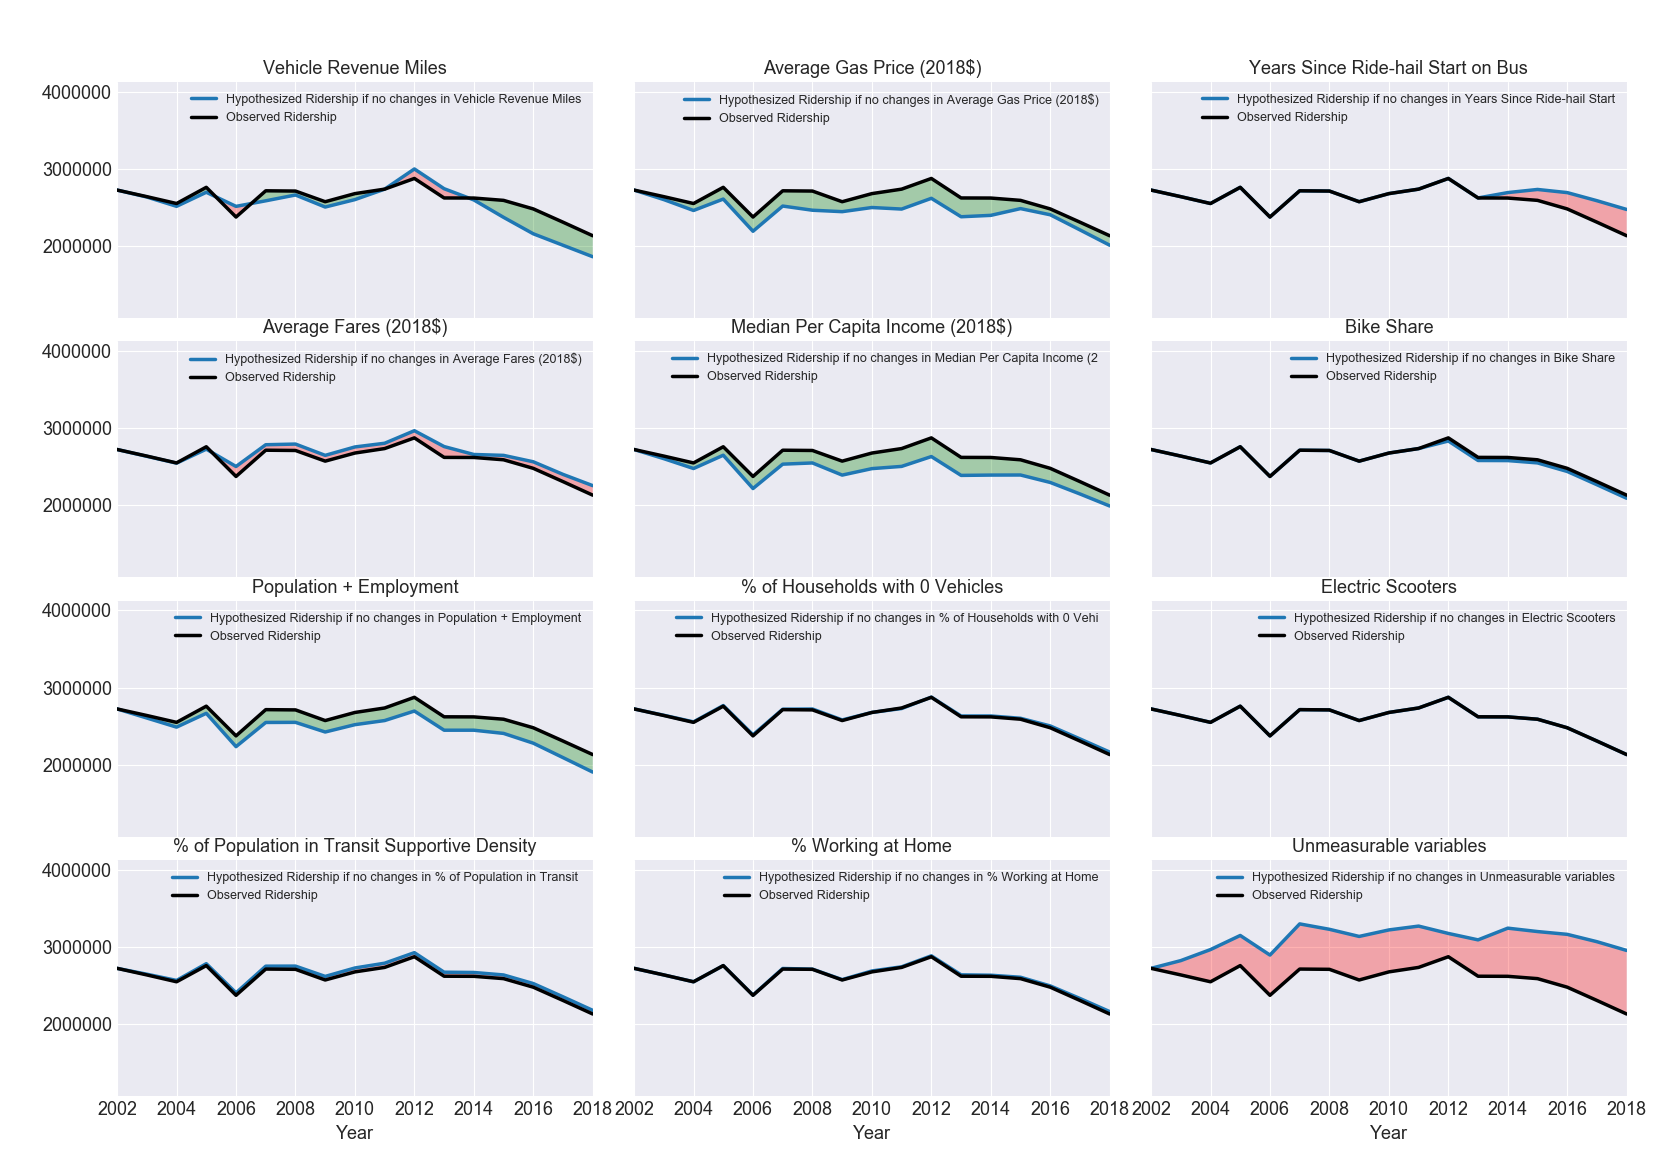 Vehicle Revenue Miles
4000000
3000000
2000000
Hypothesized Ridership if no changes in Vehicle Revenue Miles
Observed Ridership
Average Gas Price (2018$)
Hypothesized Ridership if no changes in Average Gas Price (2018$)
Observed Ridership
Years Since Ride-hail Start on Bus
Hypothesized Ridership if no changes in Years Since Ride-hail Start
Observed Ridership
Average Fares (2018$)
4000000
3000000
2000000
Hypothesized Ridership if no changes in Average Fares (2018$)
Observed Ridership
Median Per Capita Income (2018$)
Hypothesized Ridership if no changes in Median Per Capita Income (2
Observed Ridership
Bike Share
Hypothesized Ridership if no changes in Bike Share
Observed Ridership
Population + Employment
4000000
3000000
2000000
Hypothesized Ridership if no changes in Population + Employment
Observed Ridership
% of Households with 0 Vehicles
Hypothesized Ridership if no changes in % of Households with 0 Vehi
Observed Ridership
Electric Scooters
Hypothesized Ridership if no changes in Electric Scooters
Observed Ridership
% of Population in Transit Supportive Density
4000000
3000000
2000000
Hypothesized Ridership if no changes in % of Population in Transit
Observed Ridership
2002 2004 2006 2008 2010 2012 2014 2016 2018
Year
% Working at Home
Hypothesized Ridership if no changes in % Working at Home
Observed Ridership
2002 2004 2006 2008 2010 2012 2014 2016 2018
Year
Unmeasurable variables
Hypothesized Ridership if no changes in Unmeasurable variables
Observed Ridership
2002 2004 2006 2008 2010 2012 2014 2016 2018
Year